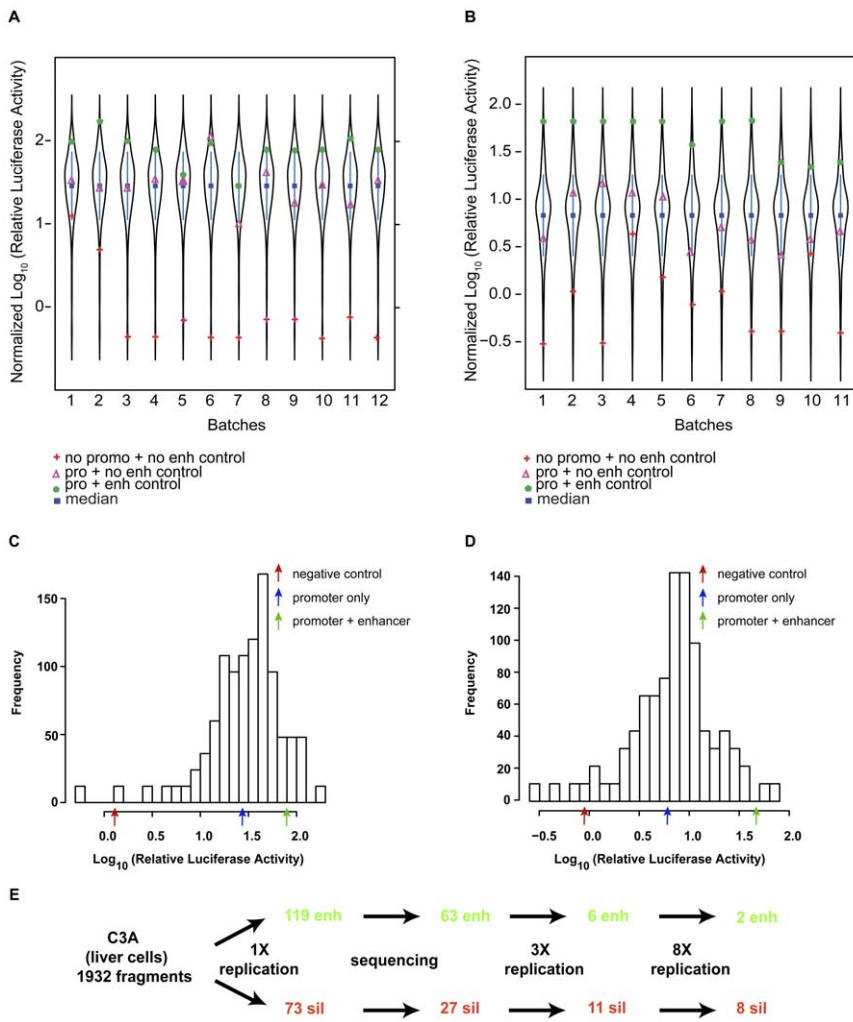 A
Normalized Log10 (Relative Luciferase Activity)
2
1
0
1 2 3 4 5 6 7 8 9 10 11 12
Batches
no promo + no enh control
pro + no enh control
pro + enh control
median
B
Normalized Log10 (Relative Luciferase Activity)
2.0
1.5
1.0
0.5
0.0
−0.5
1 2 3 4 5 6 7 8 9 10 11
Batches
no promo + no enh control
pro + no enh control
pro + enh control
median
C
negative control
promoter only
promoter + enhancer
Frequency
150
100
50
0
0.0 0.5 1.0 1.5 2.0
Log10 (Relative Luciferase Activity)
D
negative control
promoter only
promoter + enhancer
Frequency
140
120
100
80
60
40
20
0
−0.5 0.0 0.5 1.0 1.5 2.0
Log10 (Relative Luciferase Activity)
E
119 enh 63 enh 6 enh 2 enh
C3A
(liver cells)
1932 fragments
1X
replication
sequencing
3X
replication
8X
replication
73 sil 27 sil 11 sil 8 sil